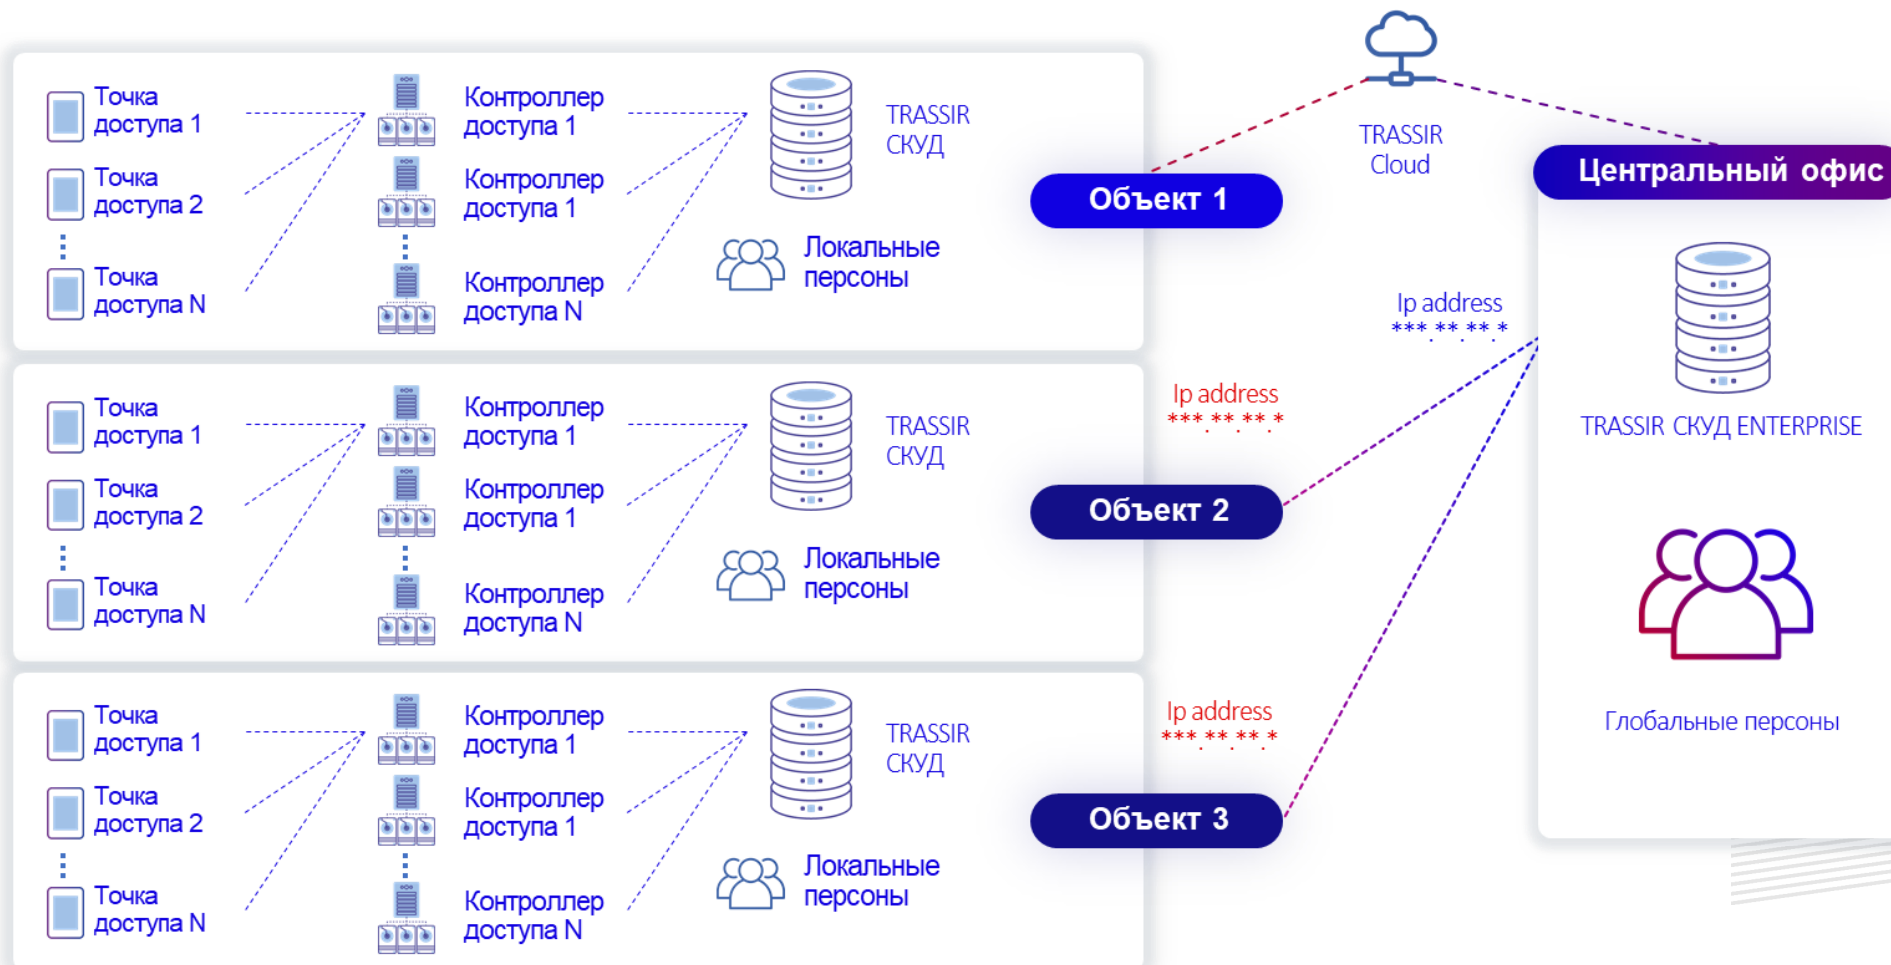 Точка
доступа 1
Точка
доступа 2
Точка
доступа N
Контроллер
доступа 1
Контроллер
доступа 1
Контроллер
доступа N
TRASSIR
СКУД
Локальные
персоны
Объект 1
Точка
доступа 1
Точка
доступа 2
Точка
доступа N
Контроллер
доступа 1
Контроллер
доступа 1
Контроллер
доступа N
TRASSIR
СКУД
Локальные
персоны
Ip address
***.**.**.*
Объект 2
Точка
доступа 1
Точка
доступа 2
Точка
доступа N
Контроллер
доступа 1
Контроллер
доступа 1
Контроллер
доступа N
TRASSIR
СКУД
Локальные
персоны
Ip address
***.**.**.*
Объект 3
TRASSIR
Cloud
Ip address
***.**.**.*
Центральный офис
TRASSIR СКУД ENTERPRISE
Глобальные персоны